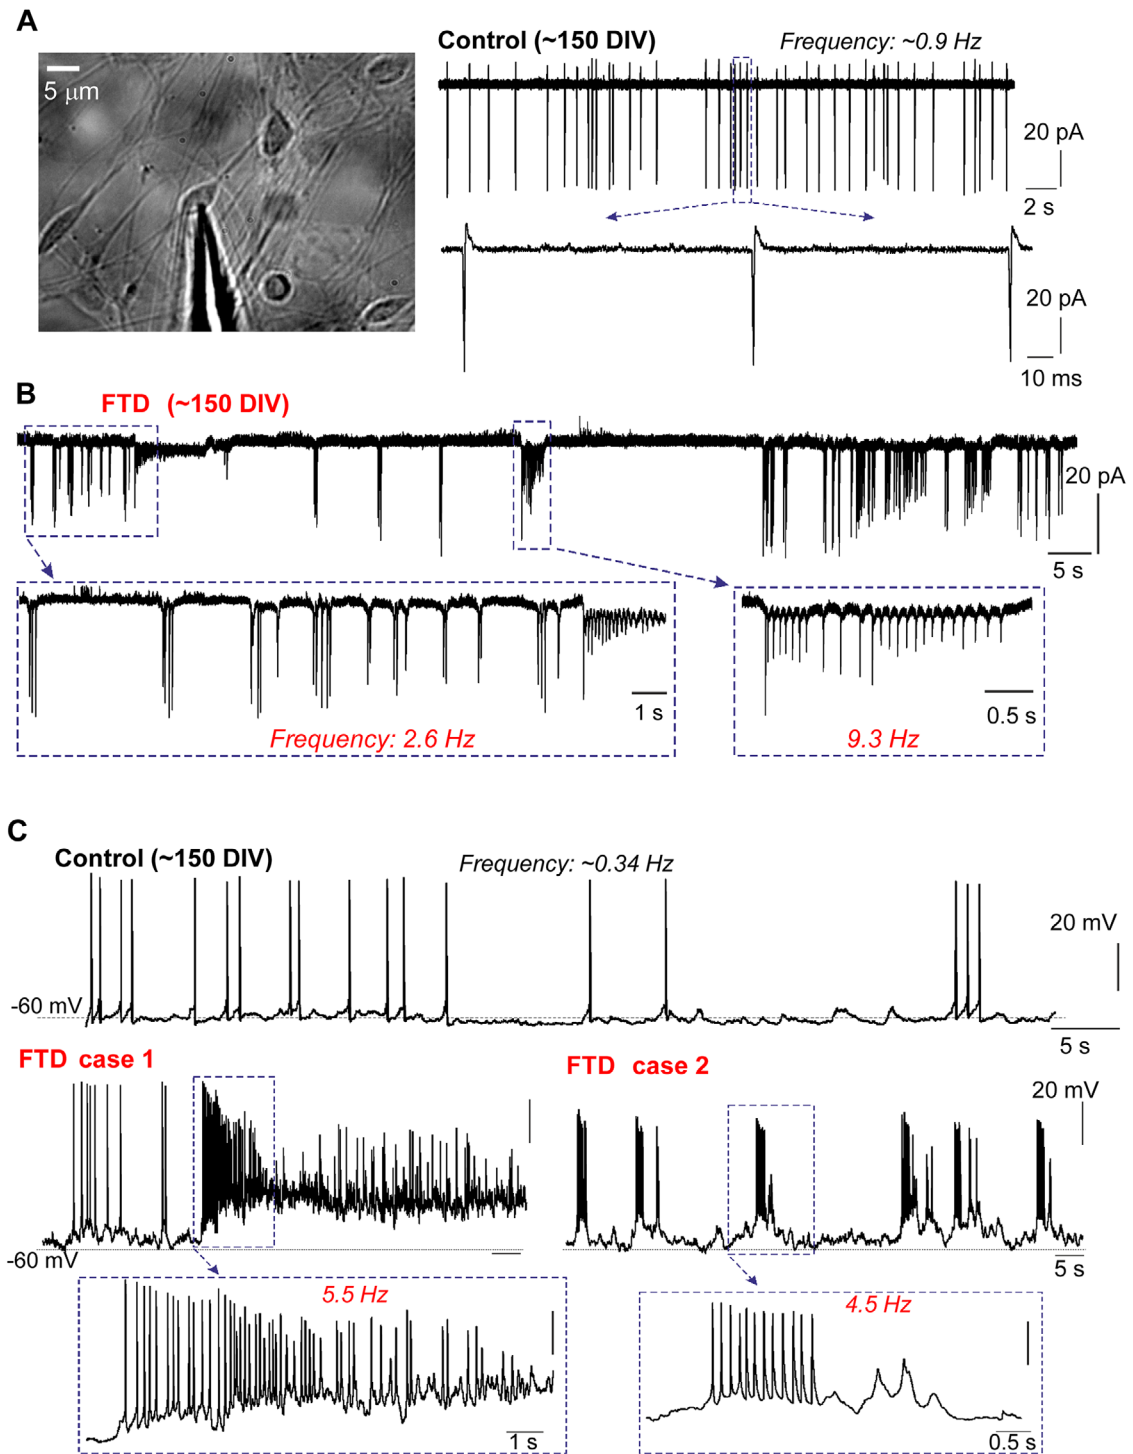 A
5 μm
Control (~150 DIV)
Frequency: ~0.9 Hz
20 pA
2 s
20 pA
10 ms
B
FTD (~150 DIV)
20 pA
5 s
1 s
Frequency: 2.6 Hz
0.5 s
9.3 Hz
C
Control (~150 DIV)
Frequency: ~0.34 Hz
20 mV
-60 mV
5 s
FTD case 1
FTD case 2
20 mV
-60 mV
5 s
5.5 Hz
1 s
4.5 Hz
0.5 s